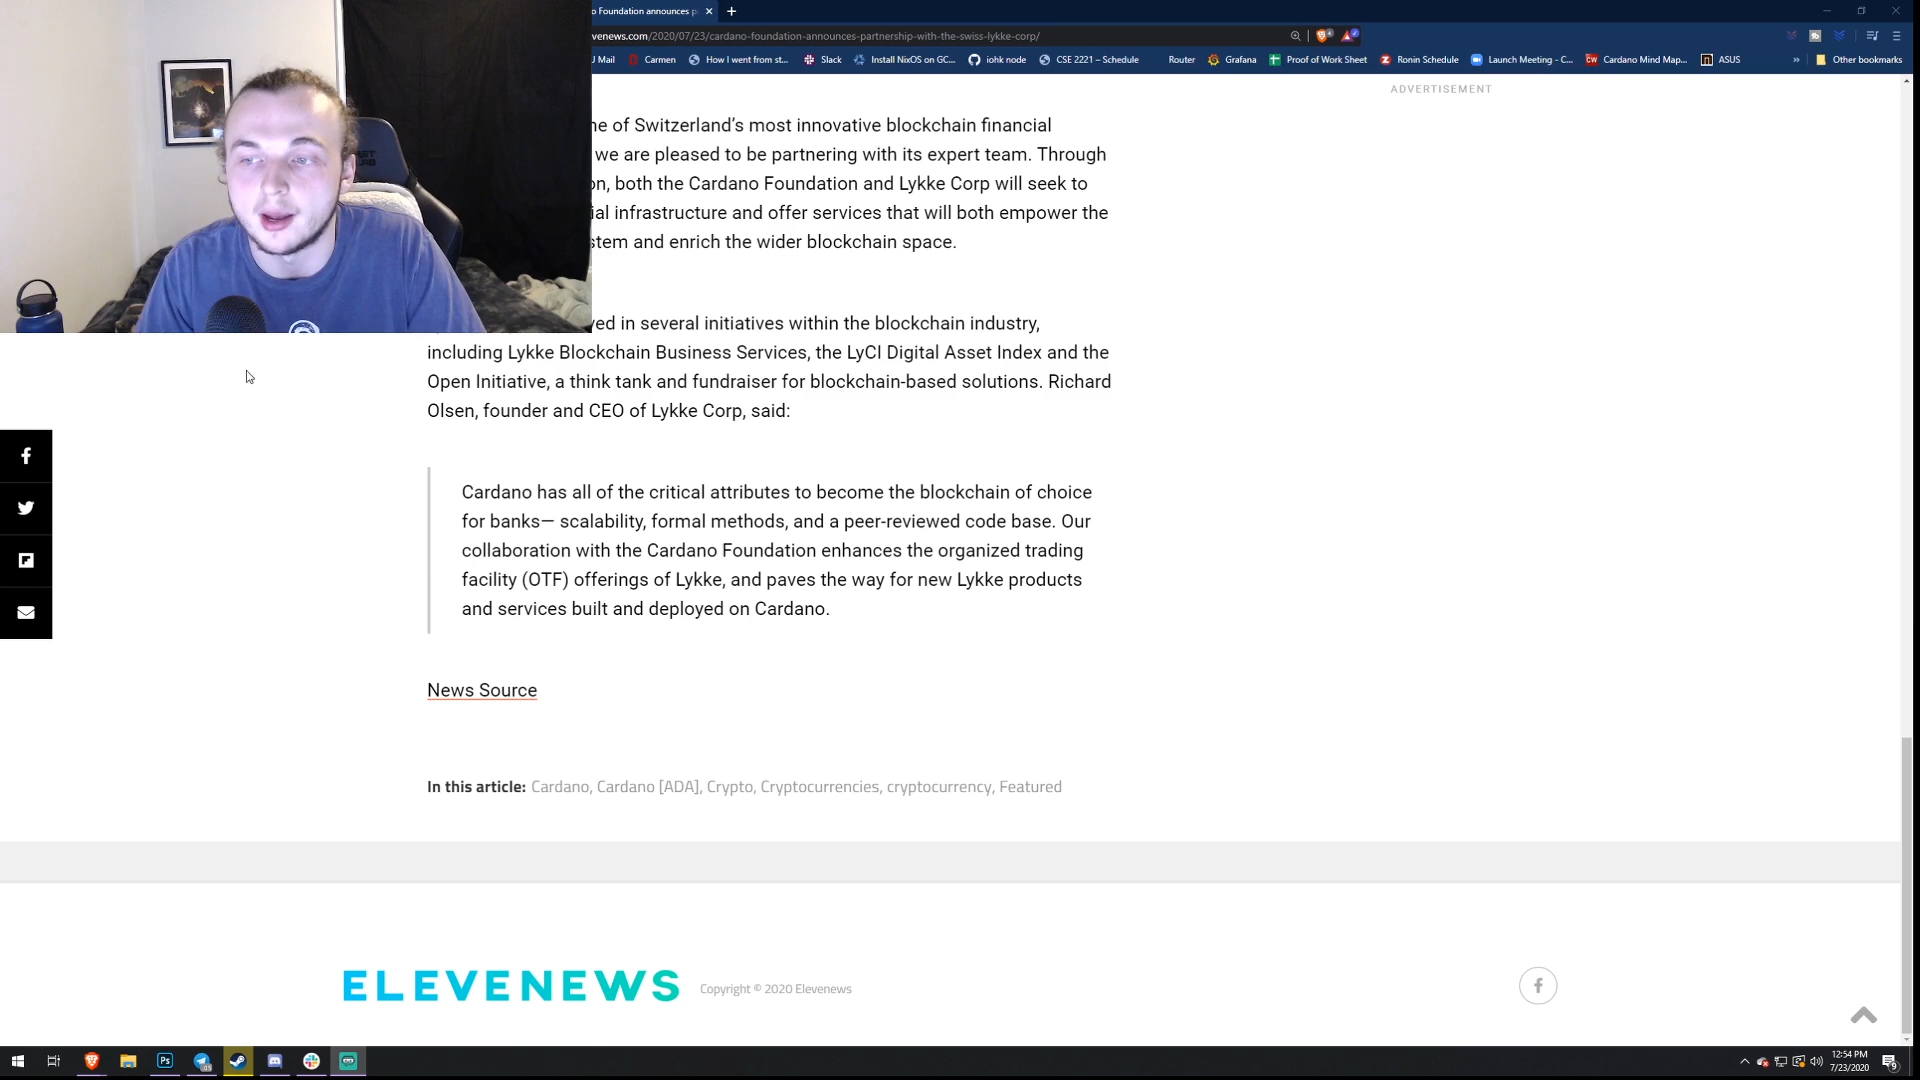 o Foundation announces p
venews.com/2020/07/23/cardano-foundation-announces-partnership-with-the-swiss-lykke-corp/
J Mail Carmen How I went from st... Slack Install NixOS on GC... iohk node CSE 2221 – Schedule Router Grafana Proof of Work Sheet Ronin Schedule Launch Meeting - C... Cardano Mind Map... ASUS » Other bookmarks
ADVERTISEMENT
ne of Switzerland's most innovative blockchain financial
we are pleased to be partnering with its expert team. Through
on, both the Cardano Foundation and Lykke Corp will seek to
ial infrastructure and offer services that will both empower the
stem and enrich the wider blockchain space.
ved in several initiatives within the blockchain industry,
including Lykke Blockchain Business Services, the LyCI Digital Asset Index and the
Open Initiative, a think tank and fundraiser for blockchain-based solutions. Richard
Olsen, founder and CEO of Lykke Corp, said:
Cardano has all of the critical attributes to become the blockchain of choice
for banks— scalability, formal methods, and a peer-reviewed code base. Our
collaboration with the Cardano Foundation enhances the organized trading
facility (OTF) offerings of Lykke, and paves the way for new Lykke products
and services built and deployed on Cardano.
News Source
In this article: Cardano, Cardano [ADA], Crypto, Cryptocurrencies, cryptocurrency, Featured
ELEVENEWS Copyright © 2020 Elevenews
12:54 PM
7/23/2020